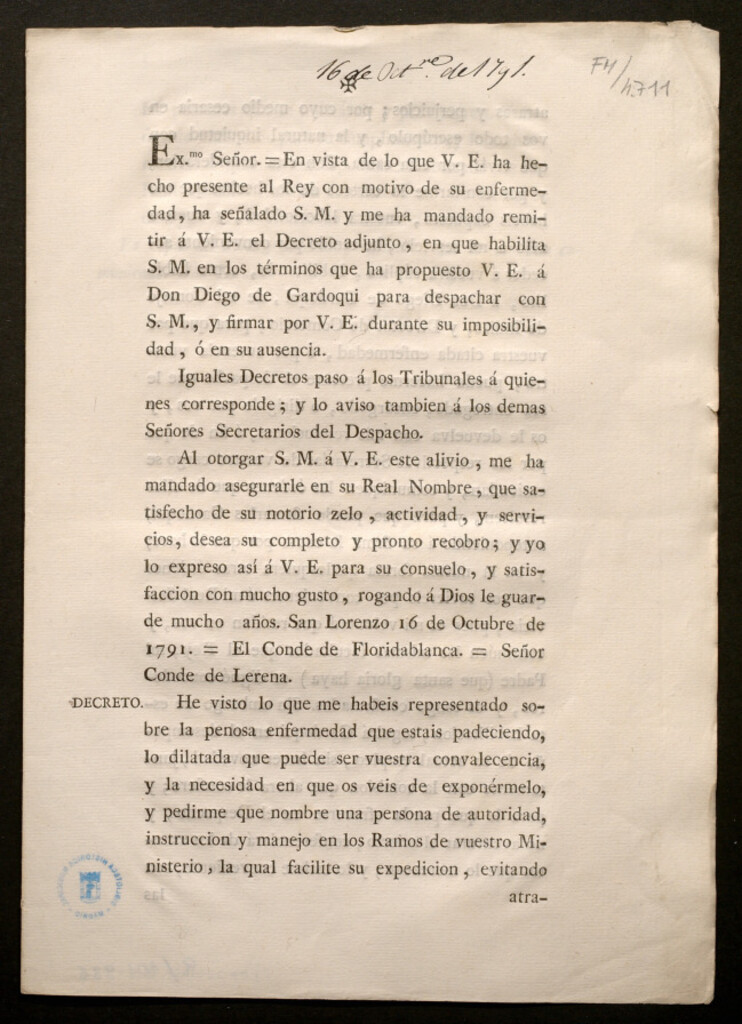 16 de Oct.re de 1791.
FM/
4711
Ex.mo Señor. = En vista de lo que V. E. ha he-
cho presente al Rey con motivo de su enferme-
dad, ha señalado S. M. y me ha mandado remi-
tir á V. E. el Decreto adjunto, en que habilita
S. M. en los términos que ha propuesto V. E. á
Don Diego de Gardoqui para despachar con
S. M., y firmar por V. E. durante su imposibili-
dad, ó en su ausencia.
Iguales Decretos paso á los Tribunales á quie-
nes corresponde; y lo aviso tambien á los demas
Señores Secretarios del Despacho.
Al otorgar S. M. á V. E. este alivio, me ha
mandado asegurarle en su Real Nombre, que sa-
tisfecho de su notorio zelo, actividad, y servi-
cios, desea su completo y pronto recobro; y yo
lo expreso así á V. E. para su consuelo, y satis-
faccion con mucho gusto, rogando á Dios le guar-
de mucho años. San Lorenzo 16 de Octubre de
1791. = El Conde de Floridablanca. = Señor
Conde de Lerena.
DECRETO. He visto lo que me habeis representado so-
bre la penosa enfermedad que estais padeciendo,
lo dilatada que puede ser vuestra convalecencia,
y la necesidad en que os veis de exponérmelo,
y pedirme que nombre una persona de autoridad,
instruccion y manejo en los Ramos de vuestro Mi-
nisterio, la qual facilite su expedicion, evitando
atra-